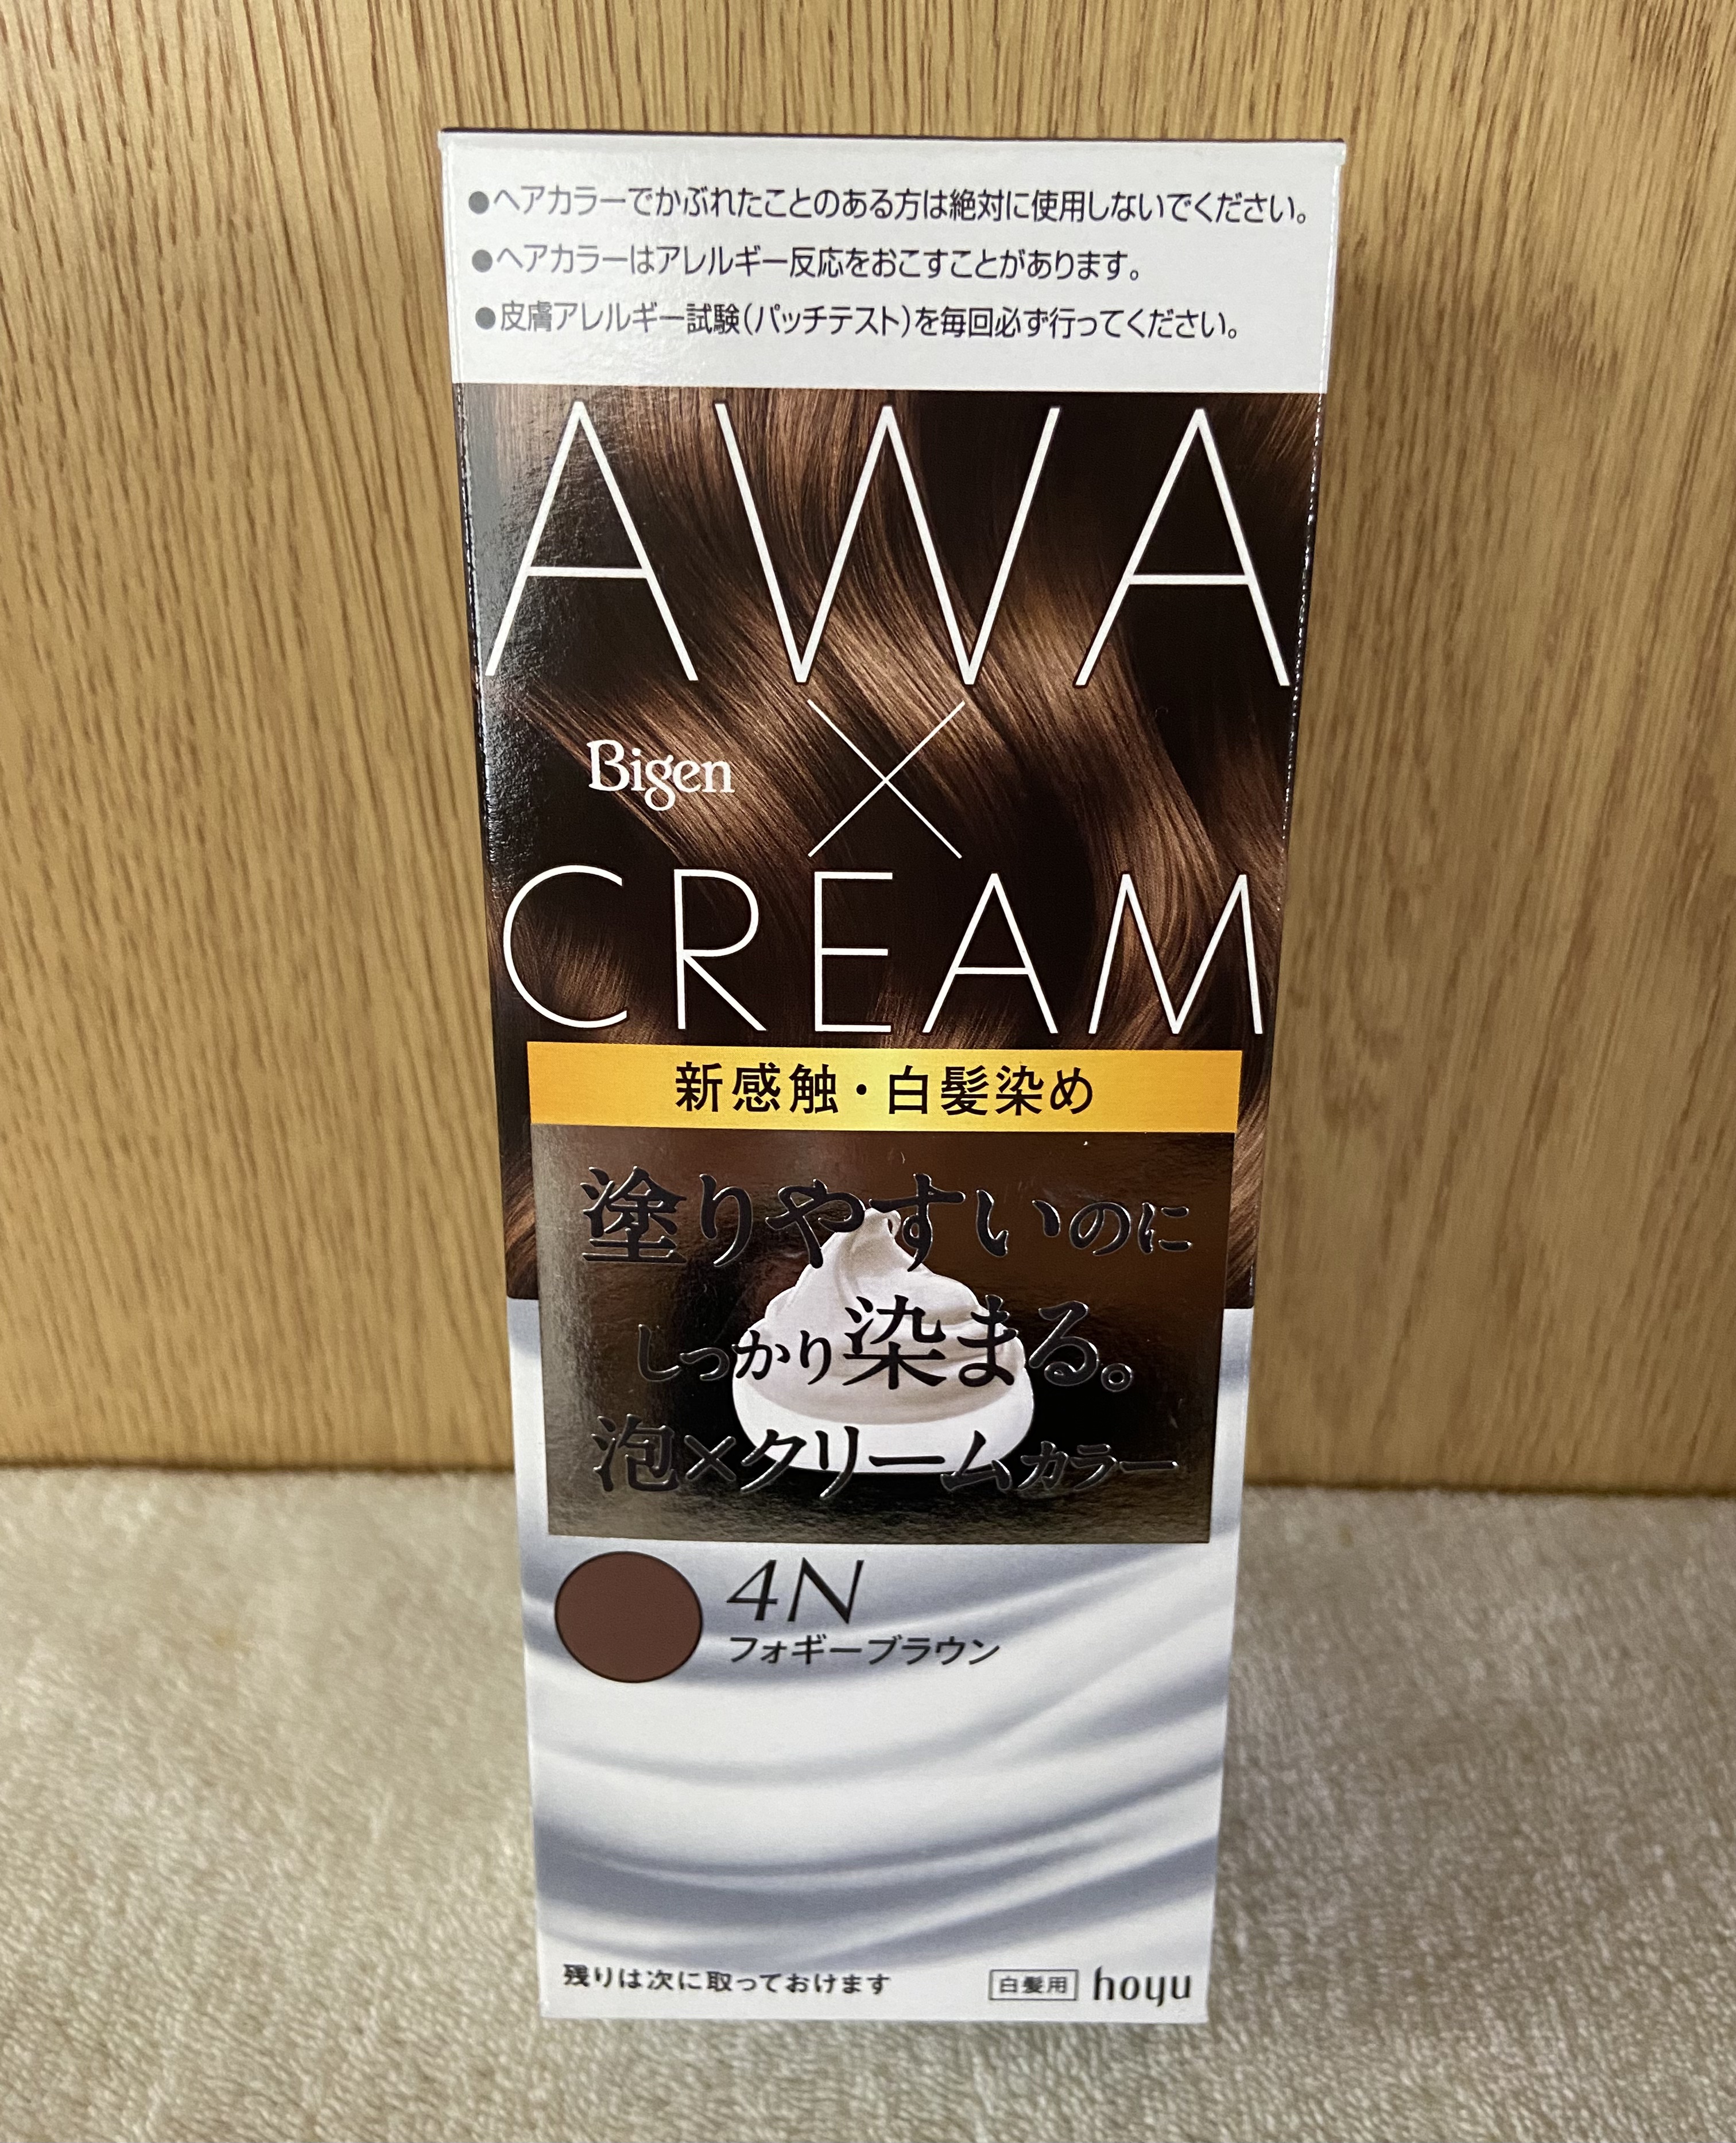 ●ヘアカラーでかぶれたことのある方は絶対に使用しないでください。
●ヘアカラーはアレルギー反応をおこすことがあります。
●皮膚アレルギー試験(パッチテスト)を毎回必ず行ってください。
AWA
Bigen ×
CREAM
新感触・白髪染め
塗りやすいのに
しっかり染まる。
泡×クリームカラー
4N
フォギーブラウン
残りは次に取っておけます 白髪用 hoyu